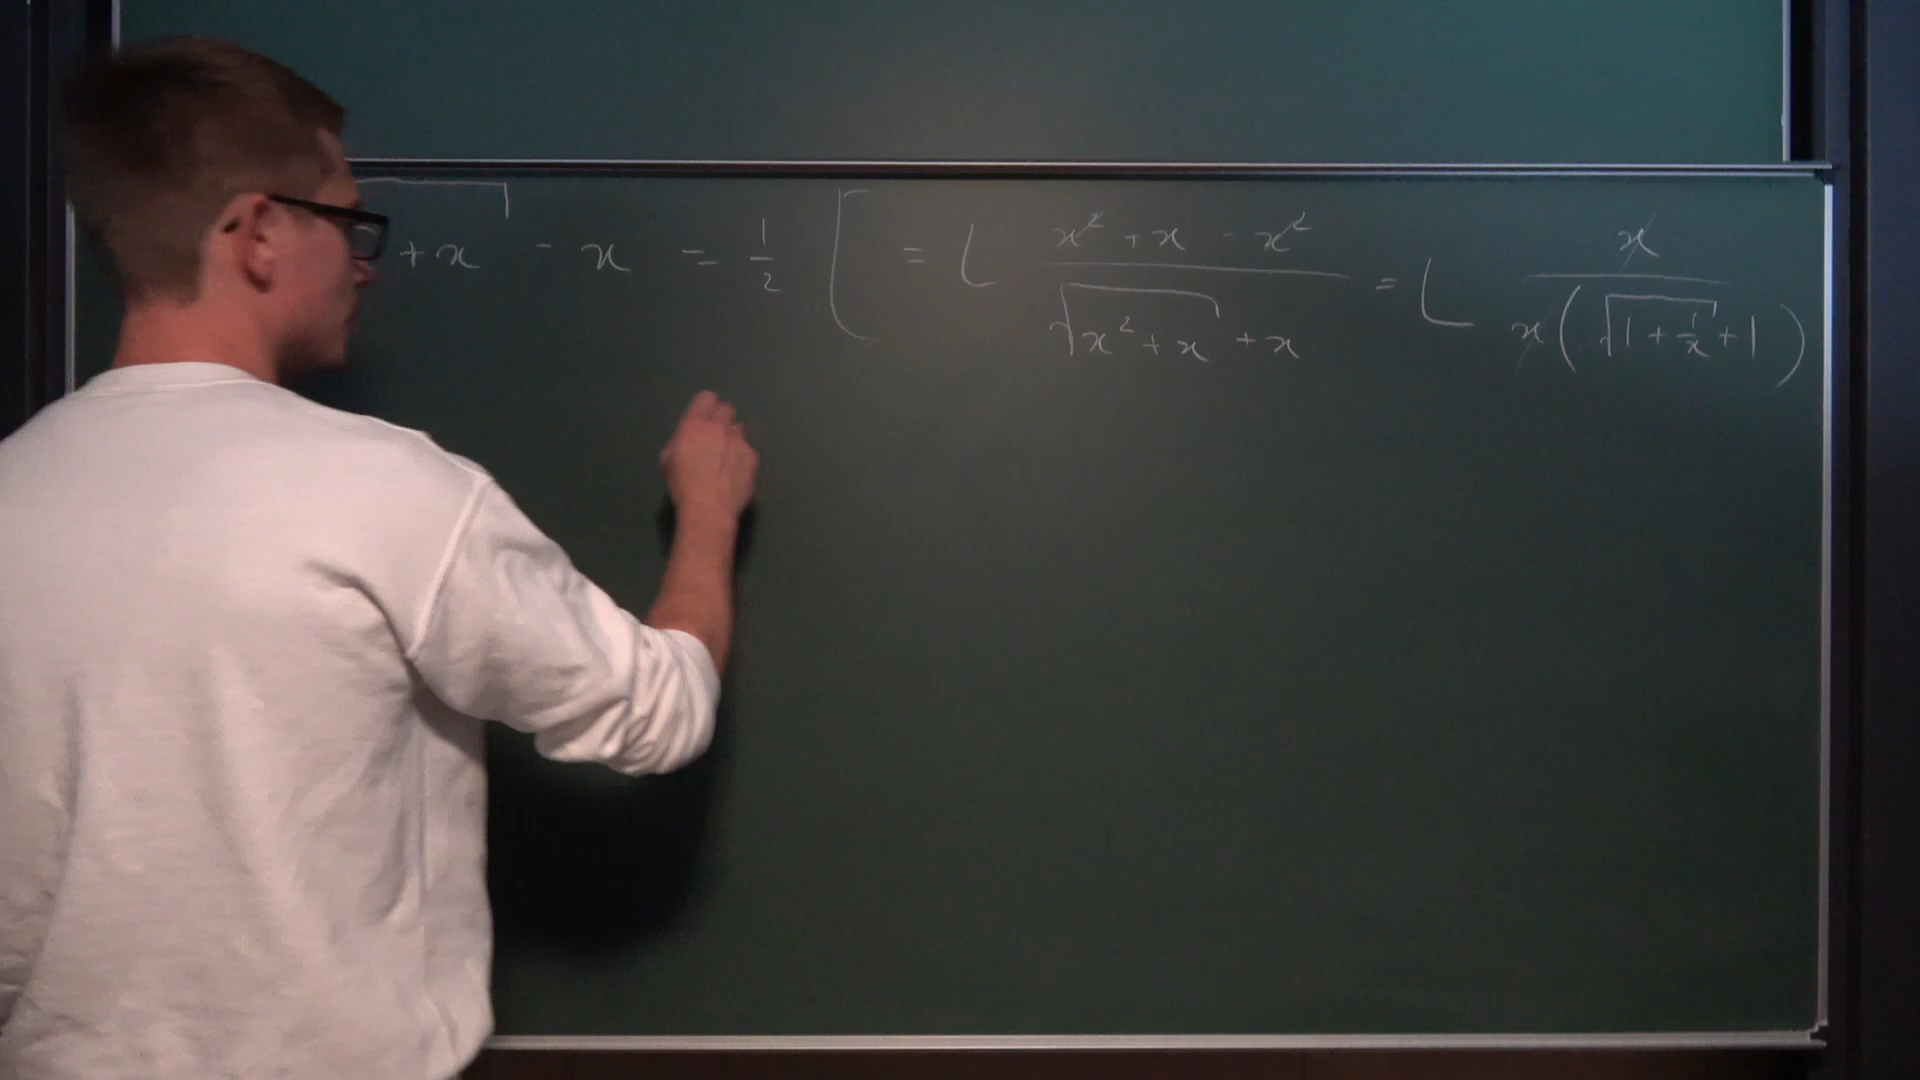 + x - x = 1/2 [ = L (x² + x - x²)/(√(x² + x) + x) = L x/(x(√(1 + 1/x) + 1))